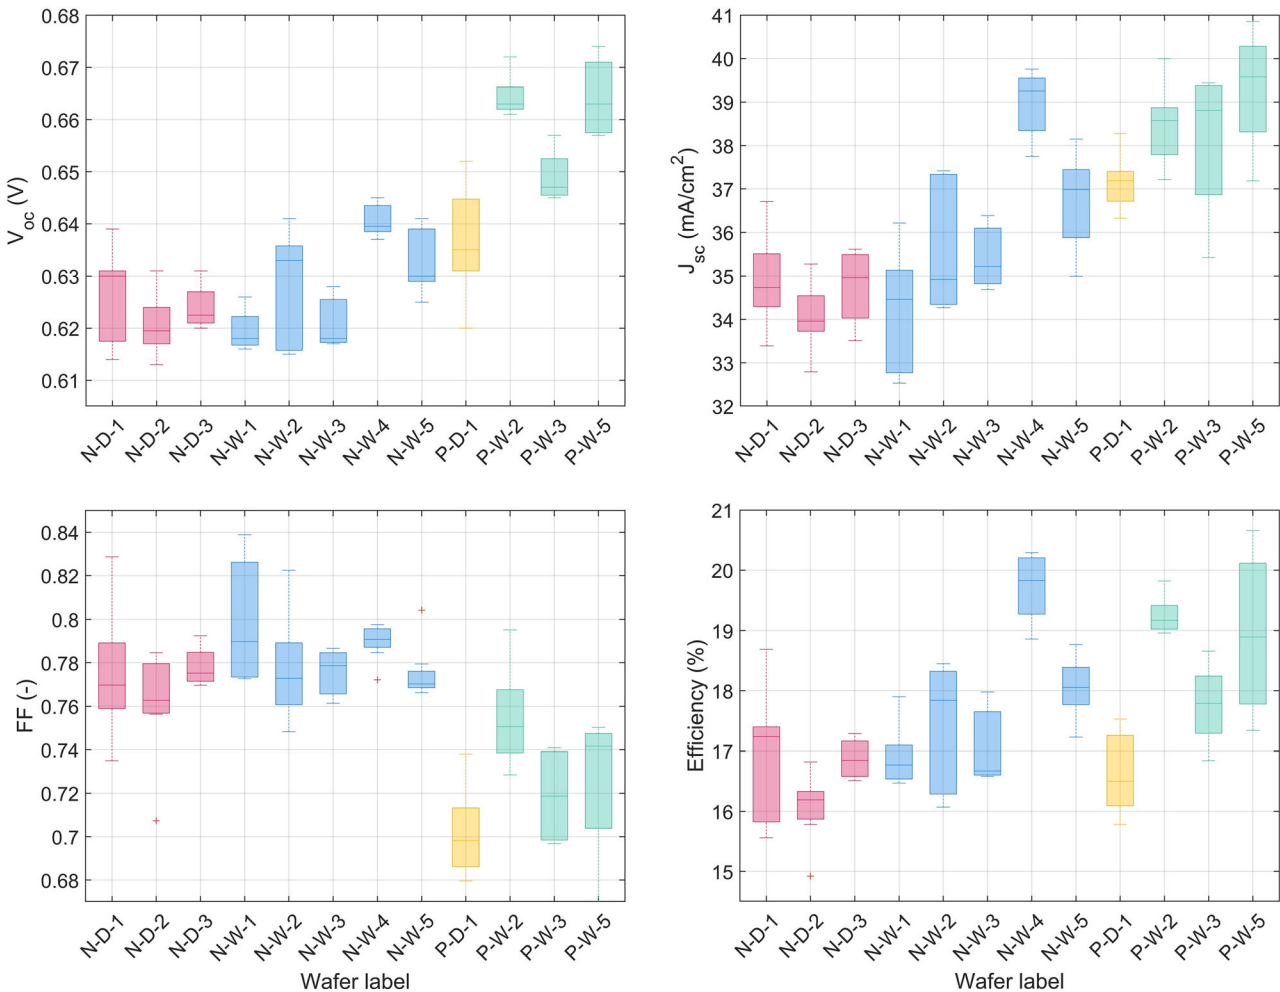 0.68
0.67
0.66
0.65
0.64
0.63
0.62
0.61
Voc (V)
N-D-1
N-D-2
N-D-3
N-W-1
N-W-2
N-W-3
N-W-4
N-W-5
P-D-1
P-W-2
P-W-3
P-W-5
41
40
39
38
37
36
35
34
33
32
Jsc (mA/cm²)
N-D-1
N-D-2
N-D-3
N-W-1
N-W-2
N-W-3
N-W-4
N-W-5
P-D-1
P-W-2
P-W-3
P-W-5
0.84
0.82
0.8
0.78
0.76
0.74
0.72
0.7
0.68
FF (-)
N-D-1
N-D-2
N-D-3
N-W-1
N-W-2
N-W-3
N-W-4
N-W-5
P-D-1
P-W-2
P-W-3
P-W-5
Wafer label
21
20
19
18
17
16
15
Efficiency (%)
N-D-1
N-D-2
N-D-3
N-W-1
N-W-2
N-W-3
N-W-4
N-W-5
P-D-1
P-W-2
P-W-3
P-W-5
Wafer label